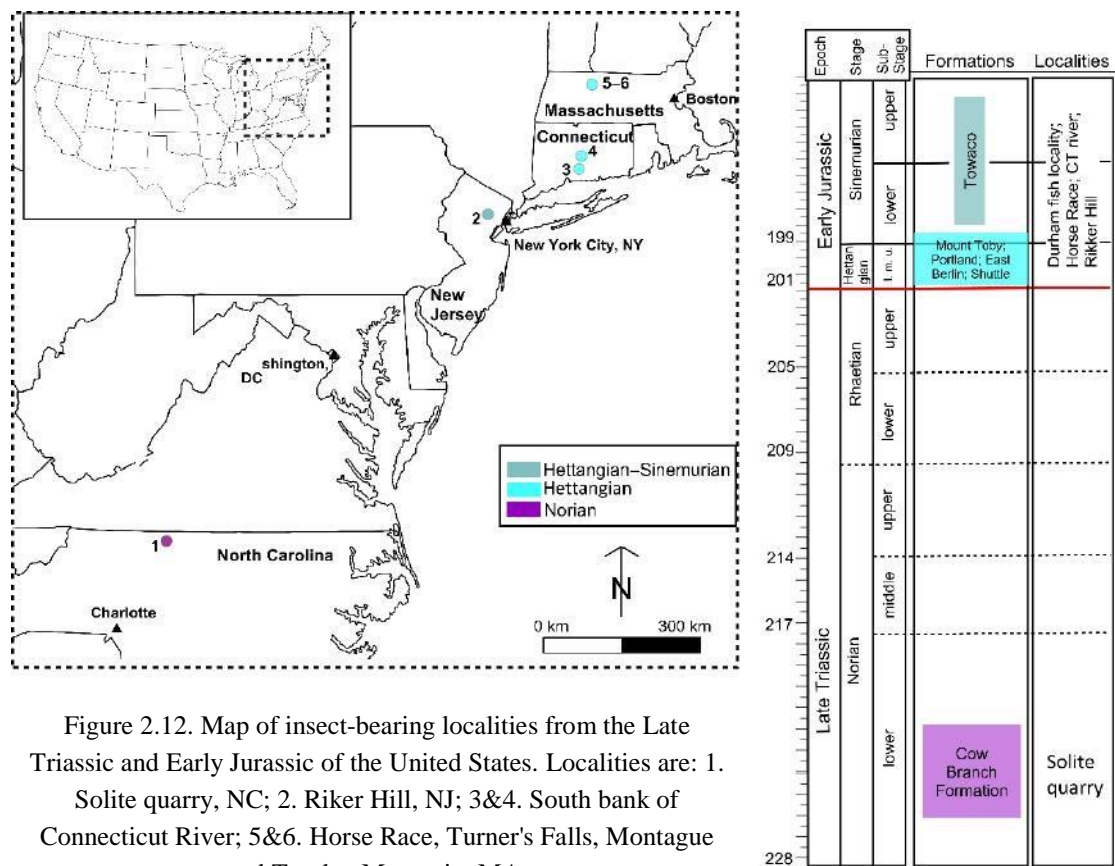 5–6
Boston
Massachusetts
Connecticut
4
3
2
New York City, NY
New
Jersey
shington,
DC
Hettangian–Sinemurian
Hettangian
Norian
1
North Carolina
N
Charlotte
0 km 300 km
Figure 2.12. Map of insect-bearing localities from the Late
Triassic and Early Jurassic of the United States. Localities are: 1.
Solite quarry, NC; 2. Riker Hill, NJ; 3&4. South bank of
Connecticut River; 5&6. Horse Race, Turner's Falls, Montague
Epoch
Stage
Sub-
Stage
Formations
Localities
Early Jurassic
Sinemurian
upper
lower
Towaco
Durham fish locality;
Horse Race; CT river;
Rikker Hill
199
Hettan
gian
l. m. u.
Mount Toby;
Portland; East
Berlin; Shuttle
201
Late Triassic
Rhaetian
upper
205
lower
209
Norian
upper
214
middle
217
lower
Cow
Branch
Formation
Solite
quarry
228